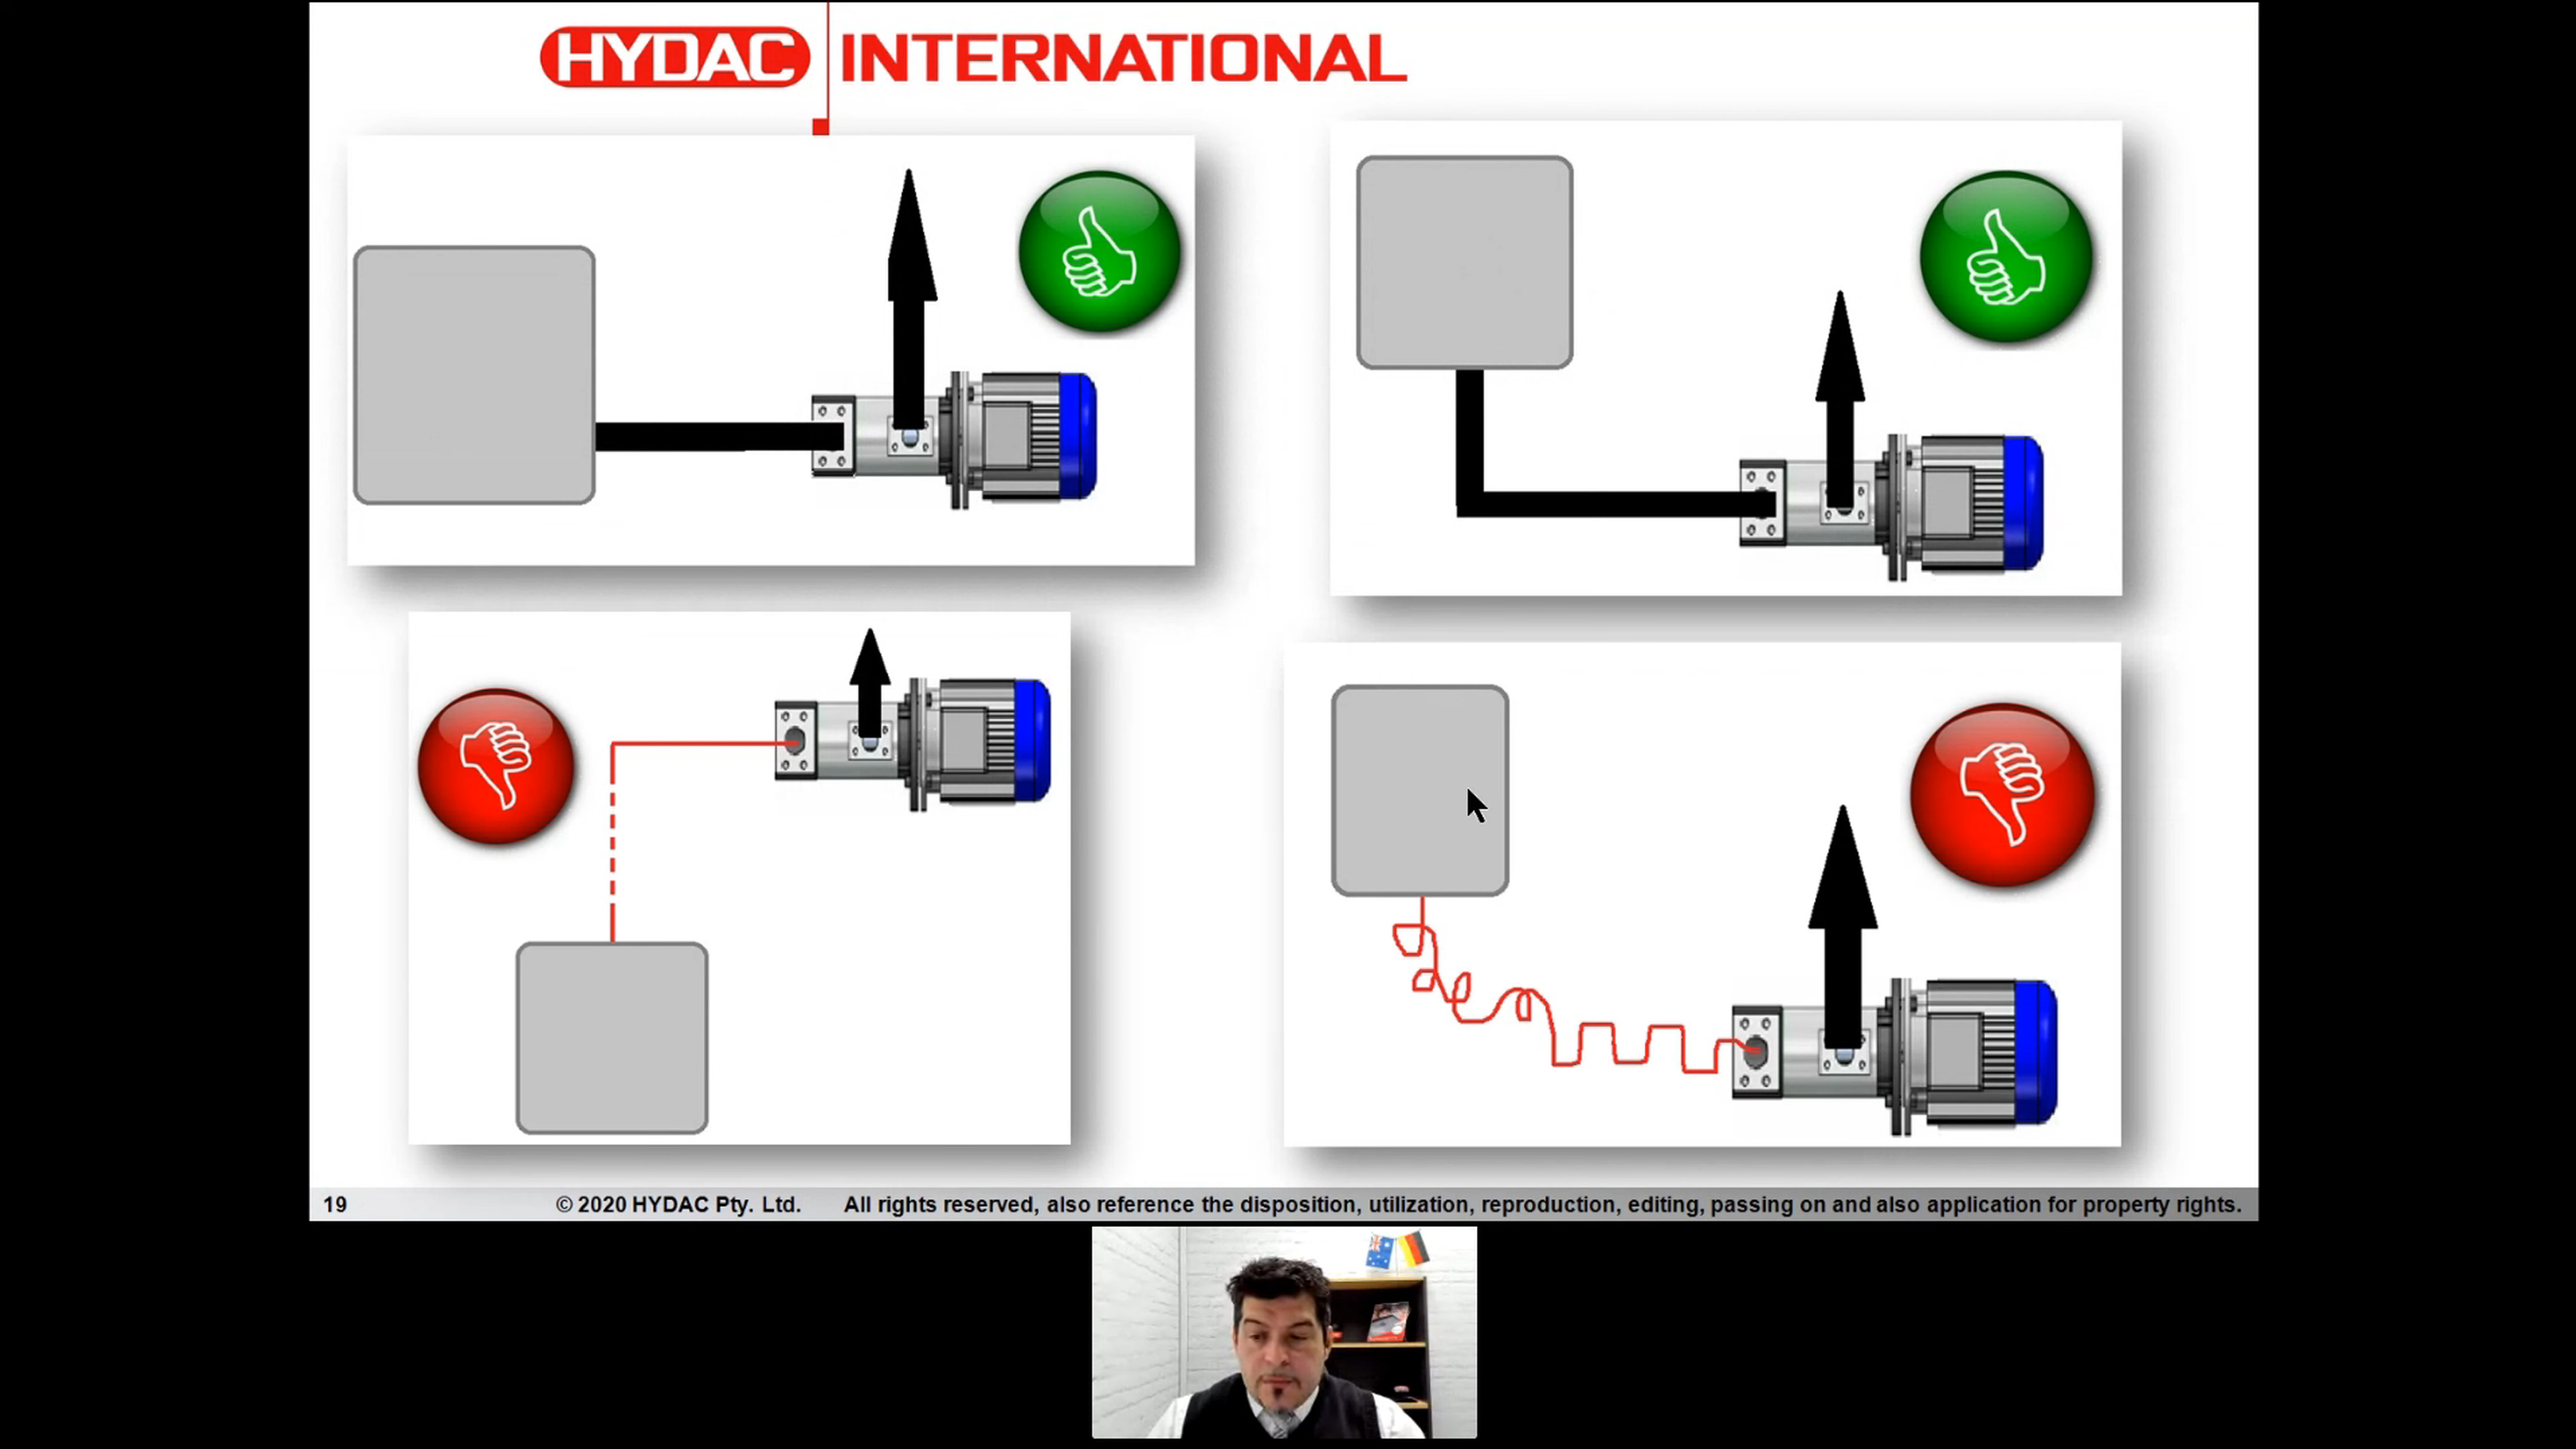 HYDAC INTERNATIONAL
19 © 2020 HYDAC Pty. Ltd. All rights reserved, also reference the disposition, utilization, reproduction, editing, passing on and also application for property rights.